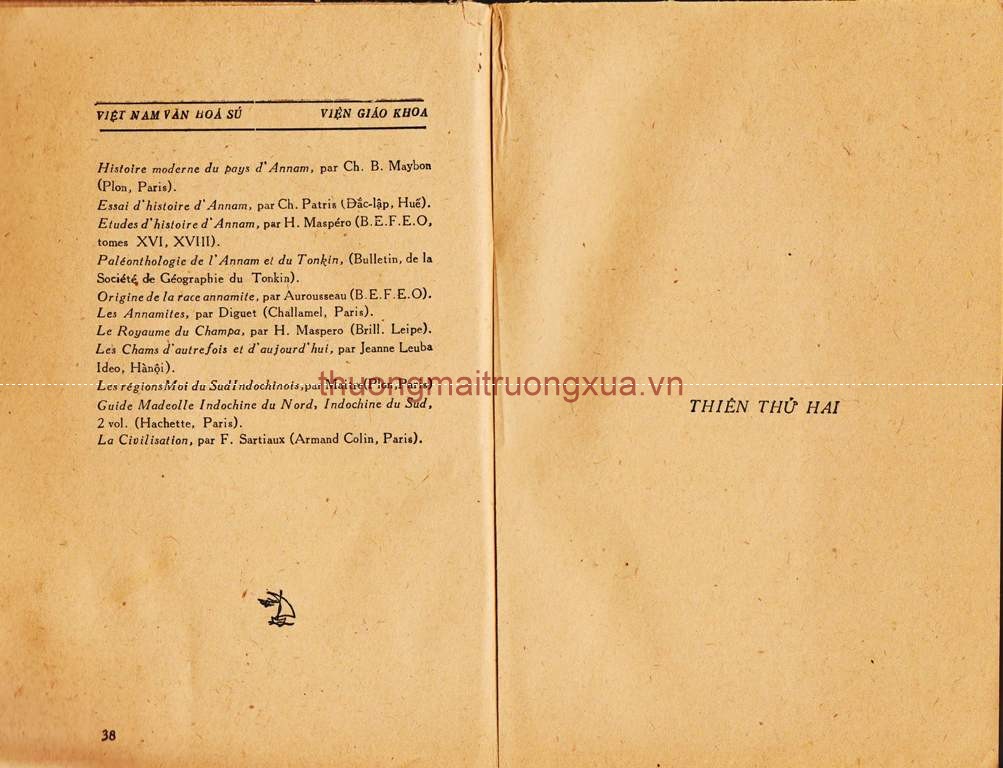 VIỆT NAM VĂN HOÁ SỬ VIỆN GIÁO KHOA
Histoire moderne du pays d'Annam, par Ch. B. Maybon
(Plon, Paris).
Essai d'histoire d'Annam, par Ch. Patris (Đắc-lập, Huế).
Etudes d'histoire d'Annam, par H. Maspéro (B.E.F.E.O,
tomes XVI, XVIII).
Paléonthologie de l'Annam et du Tonkin, (Bulletin, de la
Société, de Géographie du Tonkin).
Origine de la race annamite, par Aurousseau (B.E.F.E.O).
Les Annamites, par Diguet (Challamel, Paris).
Le Royaume du Champa, par H. Maspero (Brill. Leipe).
Les Chams d'autrefois et d'aujourd'hui, par Jeanne Leuba
Ideo, Hànội).
Les régions Moi du Sud Indochinois, par Maitre (Plon, Paris)
Guide Madeolle Indochine du Nord, Indochine du Sud,
2 vol. (Hachette, Paris).
La Civilisation, par F. Sartiaux (Armand Colin, Paris).
38
THIÊN THỨ HAI
thuongmaitruongxua.vn